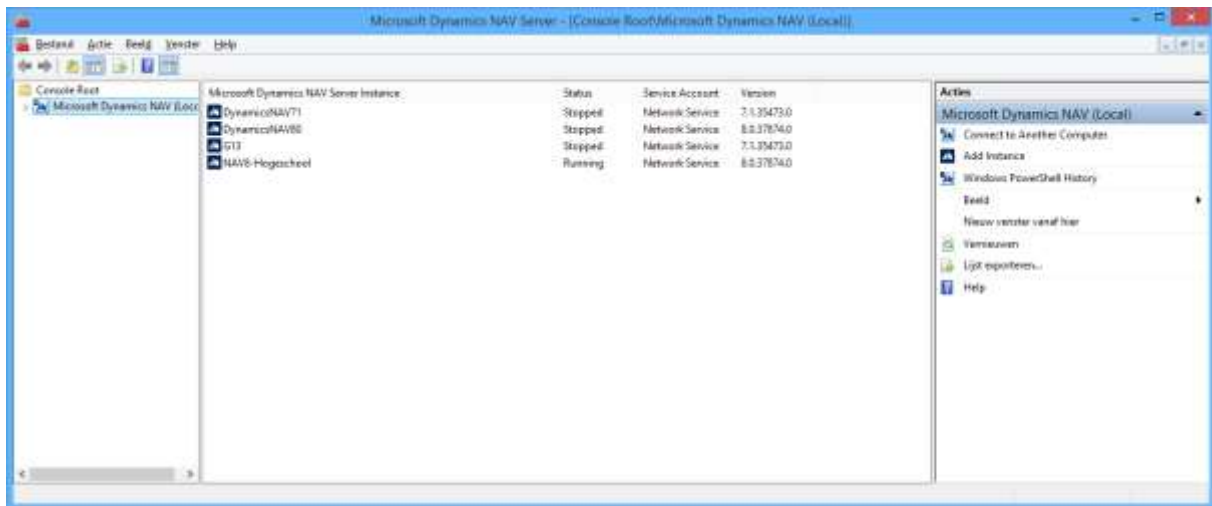 Microsoft Dynamics NAV Server - [Console Root\Microsoft Dynamics NAV (Local)]
Bestand Actie Beeld Venster Help
Console Root
Microsoft Dynamics NAV (Loca
Microsoft Dynamics NAV Server Instance Status Service Account Version
DynamicsNAV71 Stopped Network Service 7.1.35473.0
DynamicsNAV80 Stopped Network Service 8.0.37874.0
G13 Stopped Network Service 7.1.35473.0
NAV8-Hogeschool Running Network Service 8.0.37874.0
Acties
Microsoft Dynamics NAV (Local)
Connect to Another Computer
Add Instance
Windows PowerShell History
Beeld
Nieuw venster vanaf hier
Vernieuwen
Lijst exporteren...
Help